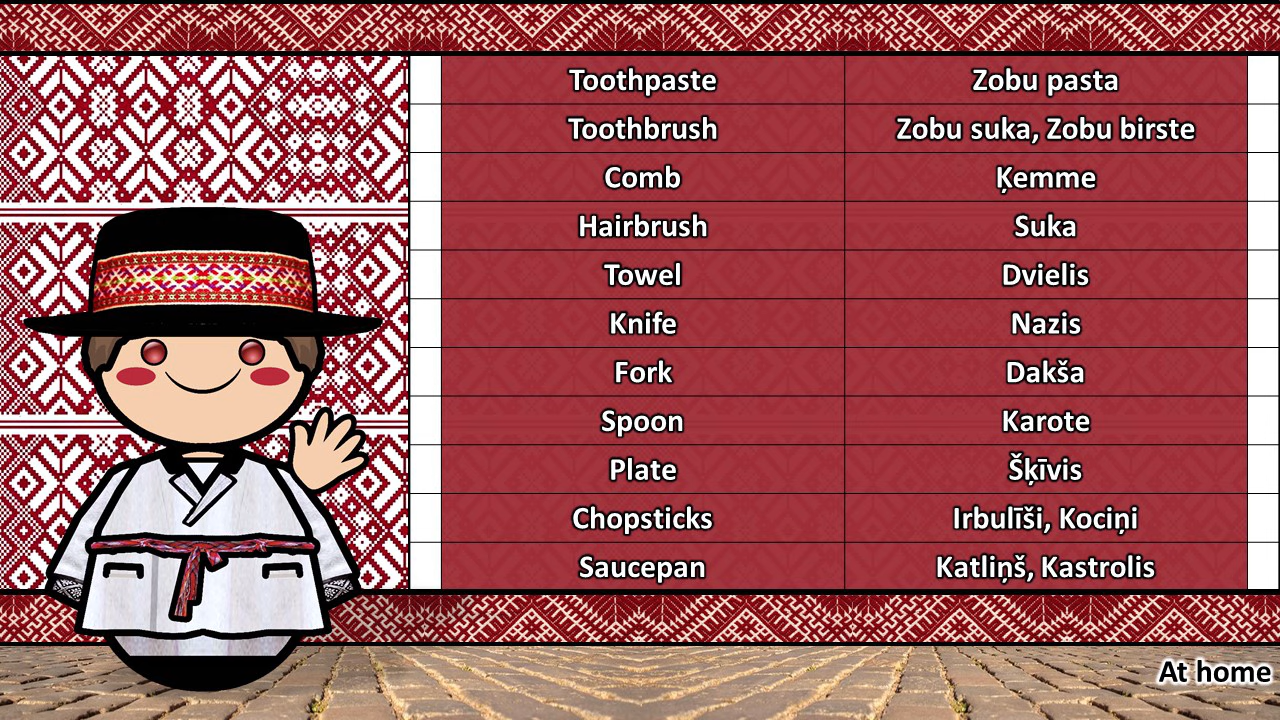 Toothpaste Zobu pasta
Toothbrush Zobu suka, Zobu birste
Comb Ķemme
Hairbrush Suka
Towel Dvielis
Knife Nazis
Fork Dakša
Spoon Karote
Plate Šķīvis
Chopsticks Irbulīši, Kociņi
Saucepan Katliņš, Kastrolis
At home